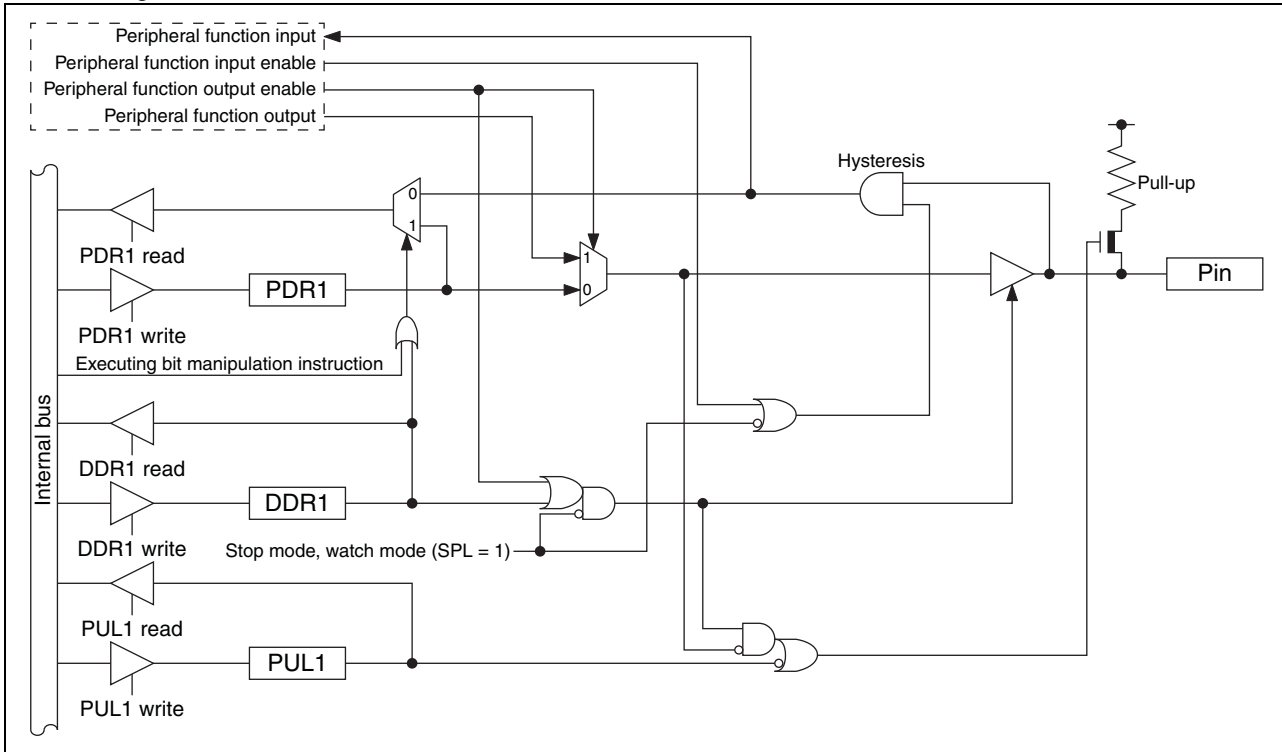 Peripheral function input
Peripheral function input enable
Peripheral function output enable
Peripheral function output
Hysteresis
Pull-up
0
1
PDR1 read
1
PDR1
0
Pin
PDR1 write
Executing bit manipulation instruction
Internal bus
DDR1 read
DDR1
DDR1 write
Stop mode, watch mode (SPL = 1)
PUL1 read
PUL1
PUL1 write